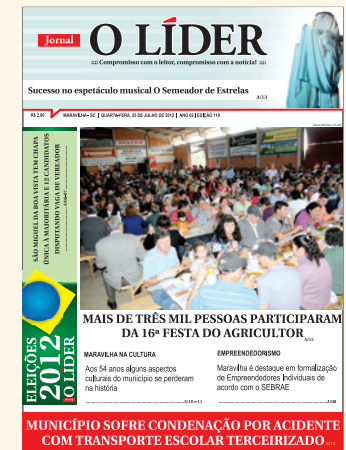 Jornal O LÍDER
:::: Compromisso com o leitor, compromisso com a notícia! ::::
Sucesso no espetáculo musical O Semeador de Estrelas
A/13
R$ 2,00 MARAVILHA- SC QUARTA-FEIRA, 25 DE JULHO DE 2012 ANO 02 EDIÇÃO 118
SÃO MIGUEL DA BOA VISTA TEM CHAPA
ÚNICA À MAJORITÁRIA E 12 CANDIDATOS
DISPUTANDO VAGA DE VEREADOR
ELEIÇÕES
2012
O LÍDER
MAIS DE TRÊS MIL PESSOAS PARTICIPARAM
DA 16ª FESTA DO AGRICULTOR
A/12
MARAVILHA NA CULTURA
Aos 54 anos alguns aspectos
culturais do município se perderam
na história
A/10 e 11
EMPREENDEDORISMO
Maravilha é destaque em formalização
de Empreendedores Individuais de
acordo com o SEBRAE
A/08
MUNICÍPIO SOFRE CONDENAÇÃO POR ACIDENTE
COM TRANSPORTE ESCOLAR TERCEIRIZADO